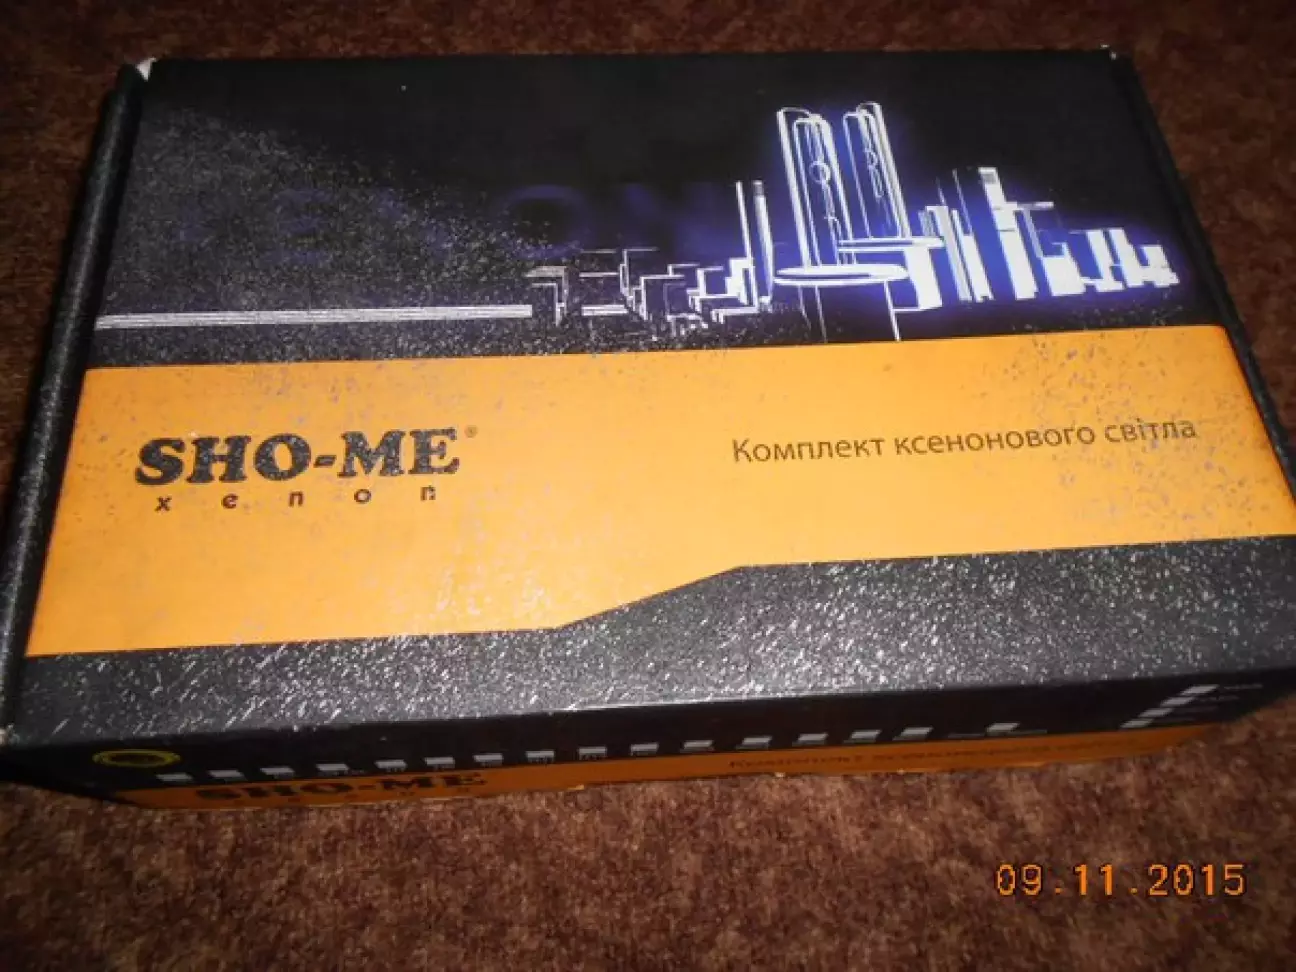 SHO-ME®
xenon
Комплект ксенонового світла
SHO-ME
09.11.2015